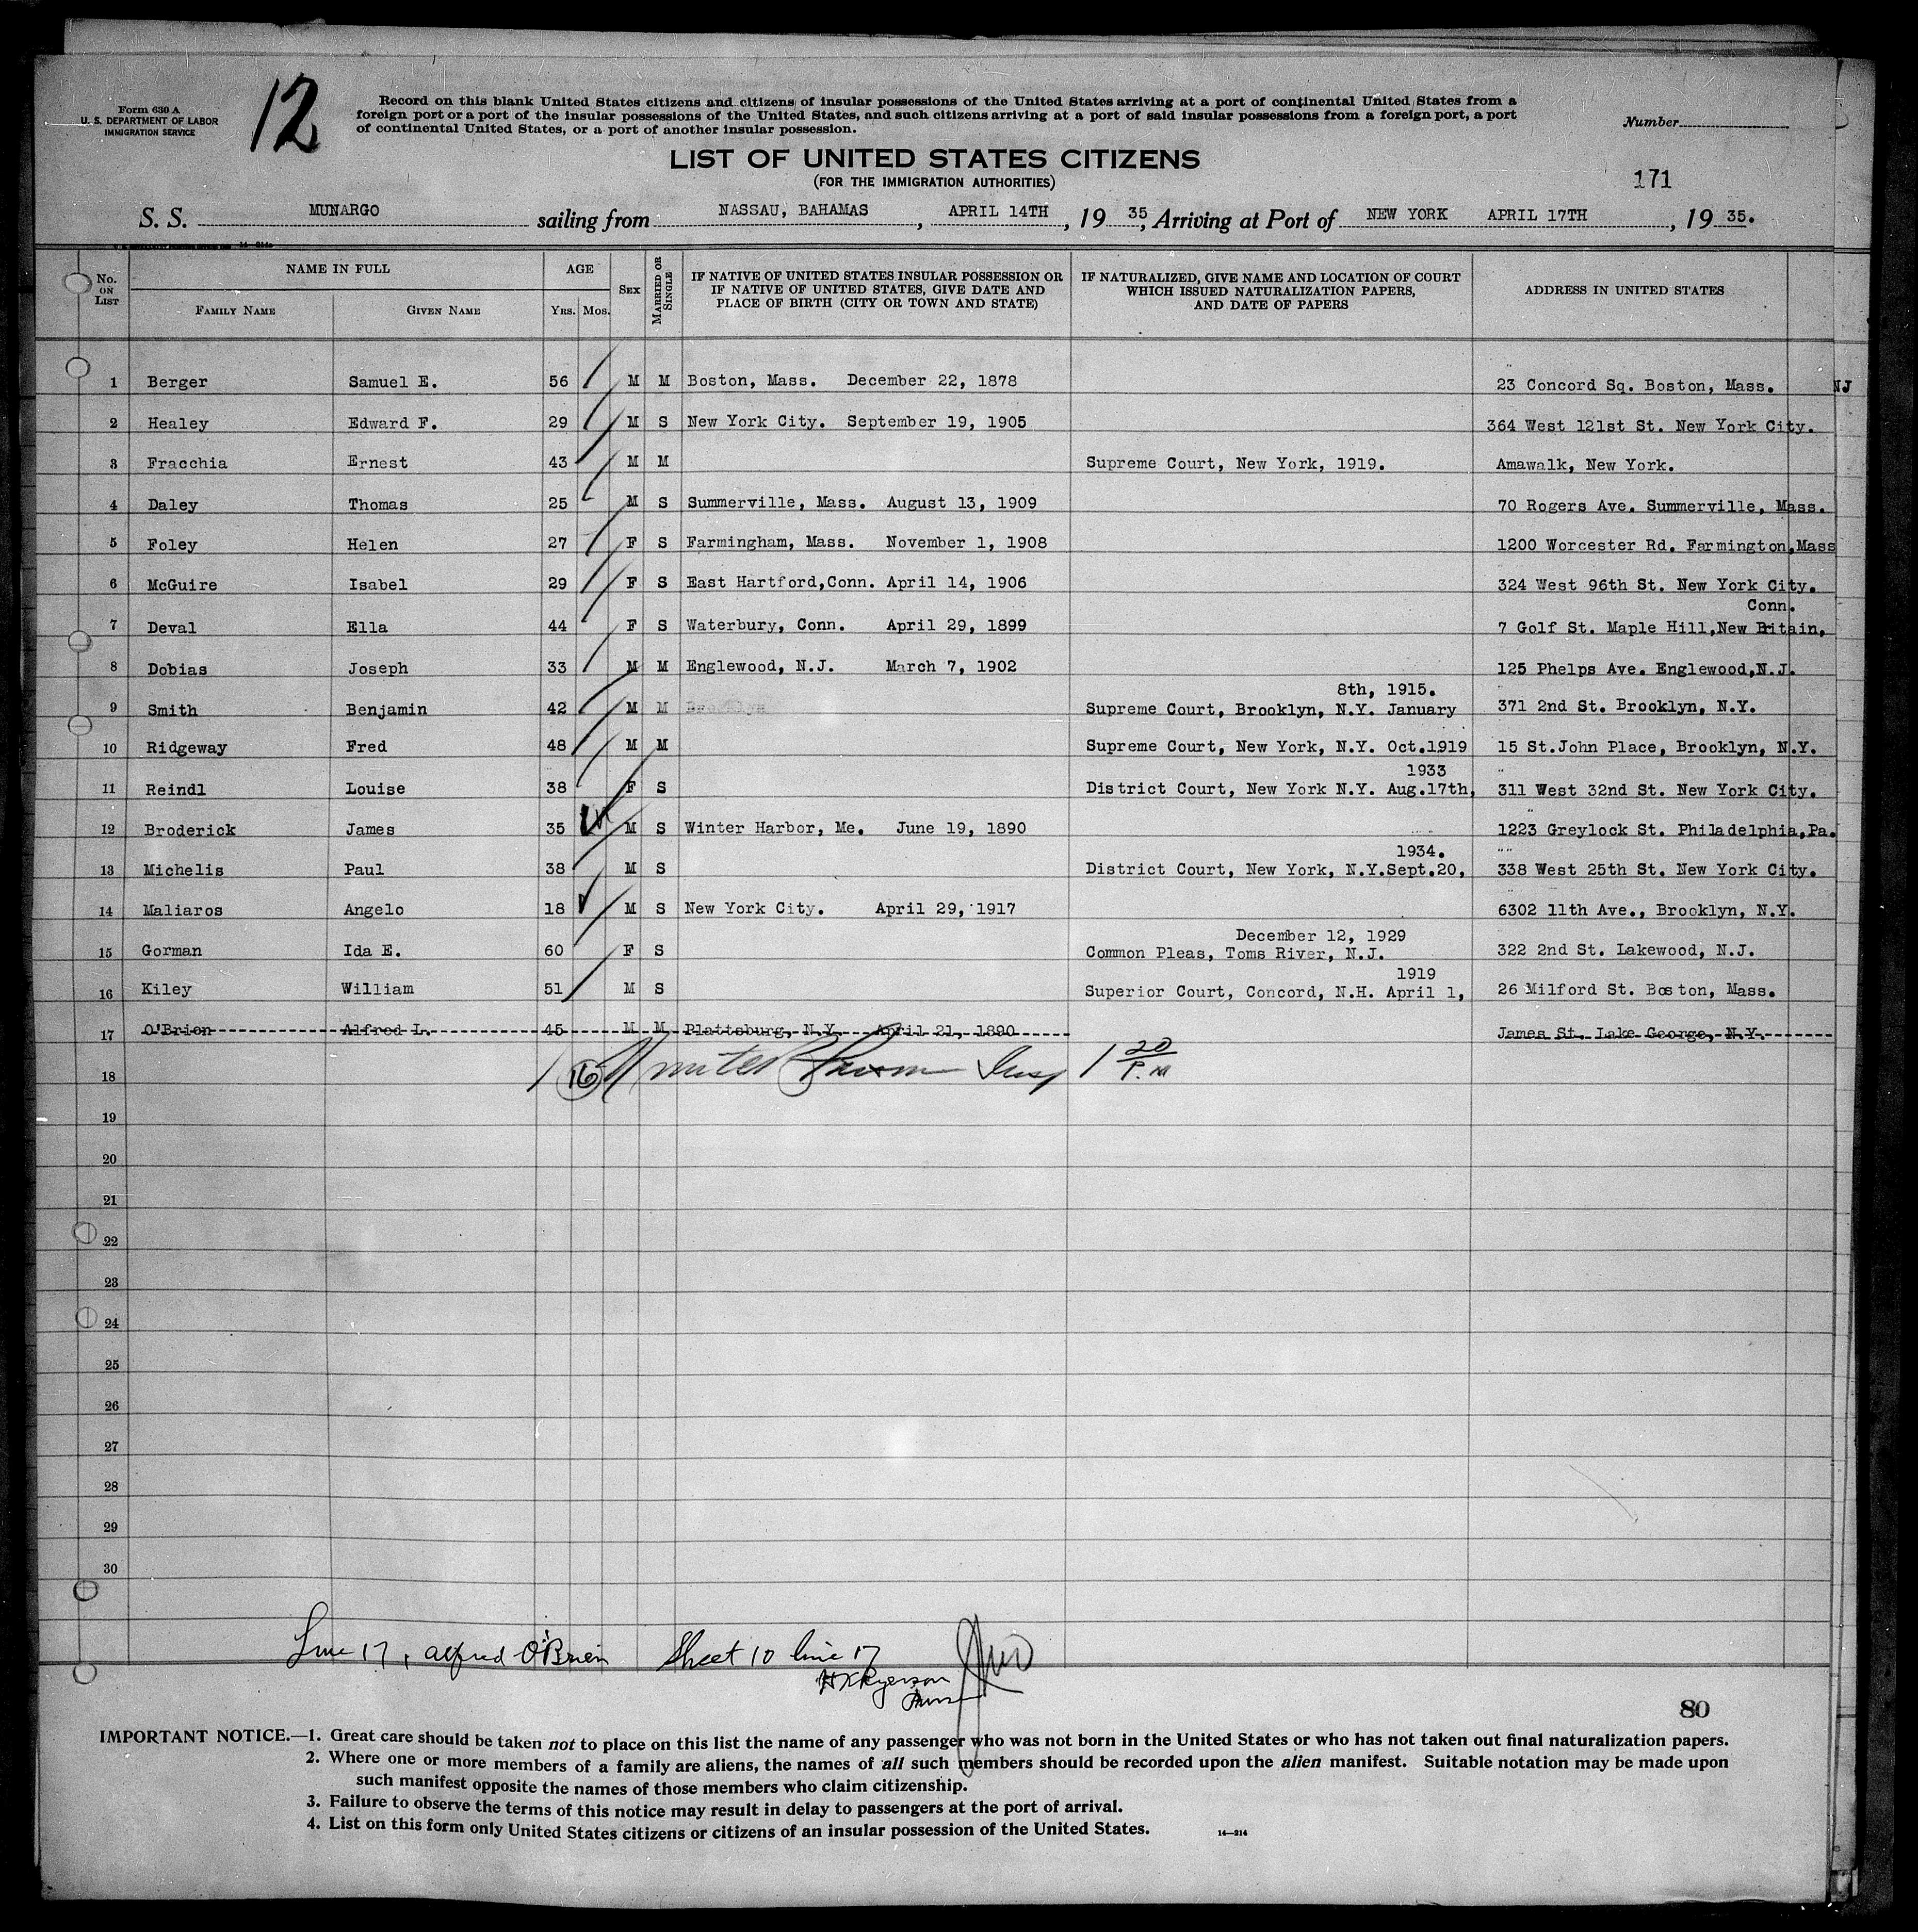 Form 630 A
U. S. DEPARTMENT OF LABOR
IMMIGRATION SERVICE
12
Record on this blank United States citizens and citizens of insular possessions of the United States arriving at a port of continental United States from a
foreign port or a port of the insular possessions of the United States, and such citizens arriving at a port of said insular possessions from a foreign port, a port
of continental United States, or a port of another insular possession.
Number
LIST OF UNITED STATES CITIZENS
(FOR THE IMMIGRATION AUTHORITIES)
171
S. S. MUNARGO sailing from NASSAU, BAHAMAS, APRIL 14TH, 19 35, Arriving at Port of NEW YORK APRIL 17TH, 19 35.
No. ON LIST
NAME IN FULL
FAMILY NAME
GIVEN NAME
AGE
YRS. MOS.
SEX
MARRIED OR SINGLE
IF NATIVE OF UNITED STATES INSULAR POSSESSION OR
IF NATIVE OF UNITED STATES, GIVE DATE AND
PLACE OF BIRTH (CITY OR TOWN AND STATE)
IF NATURALIZED, GIVE NAME AND LOCATION OF COURT
WHICH ISSUED NATURALIZATION PAPERS,
AND DATE OF PAPERS
ADDRESS IN UNITED STATES
1 Berger Samuel E. 56 M M Boston, Mass. December 22, 1878 23 Concord Sq. Boston, Mass. NJ
2 Healey Edward F. 29 M S New York City. September 19, 1905 364 West 121st St. New York City.
3 Fracchia Ernest 43 M M Supreme Court, New York, 1919. Amawalk, New York.
4 Daley Thomas 25 M S Summerville, Mass. August 13, 1909 70 Rogers Ave. Summerville, Mass.
5 Foley Helen 27 F S Farmingham, Mass. November 1, 1908 1200 Worcester Rd. Farmington,Mass
6 McGuire Isabel 29 F S East Hartford,Conn. April 14, 1906 324 West 96th St. New York City.
Conn.
7 Deval Ella 44 F S Waterbury, Conn. April 29, 1899 7 Golf St. Maple Hill,New Britain,
8 Dobias Joseph 33 M M Englewood, N.J. March 7, 1902 125 Phelps Ave. Englewood,N.J.
8th, 1915.
9 Smith Benjamin 42 M M Brooklyn Supreme Court, Brooklyn, N.Y. January 371 2nd St. Brooklyn, N.Y.
10 Ridgeway Fred 48 M M Supreme Court, New York, N.Y. Oct.1919 15 St.John Place, Brooklyn, N.Y.
1933
11 Reindl Louise 38 F S District Court, New York N.Y. Aug.17th, 311 West 32nd St. New York City.
12 Broderick James 35 M S Winter Harbor, Me. June 19, 1890 1223 Greylock St. Philadelphia,Pa.
1934.
13 Michelis Paul 38 M S District Court, New York, N.Y.Sept.20, 338 West 25th St. New York City.
14 Maliaros Angelo 18 M S New York City. April 29, 1917 6302 11th Ave., Brooklyn, N.Y.
December 12, 1929
15 Gorman Ida E. 60 F S Common Pleas, Toms River, N.J. 322 2nd St. Lakewood, N.J.
1919
16 Kiley William 51 M S Superior Court, Concord, N.H. April 1, 26 Milford St. Boston, Mass.
17 O'Brien Alfred L. 45 M M Plattsburg, N.Y. April 21, 1890 James St. Lake George, N.Y.
18 16 Insp 1 20 P.M
19
20
21
22
23
24
25
26
27
28
29
30
Line 17, Alfred O'Brien Sheet 10 line 17
Ryerson
Purser
80
IMPORTANT NOTICE.—1. Great care should be taken not to place on this list the name of any passenger who was not born in the United States or who has not taken out final naturalization papers.
2. Where one or more members of a family are aliens, the names of all such members should be recorded upon the alien manifest. Suitable notation may be made upon
such manifest opposite the names of those members who claim citizenship.
3. Failure to observe the terms of this notice may result in delay to passengers at the port of arrival.
4. List on this form only United States citizens or citizens of an insular possession of the United States.
14—214